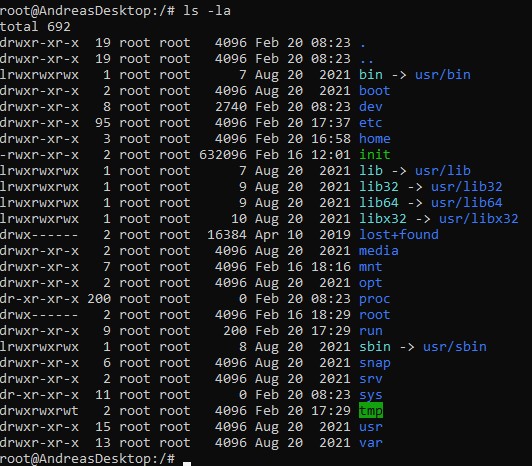 root@AndreasDesktop:/# ls -la
total 692
drwxr-xr-x  19 root root   4096 Feb 20 08:23 .
drwxr-xr-x  19 root root   4096 Feb 20 08:23 ..
lrwxrwxrwx   1 root root      7 Aug 20  2021 bin -> usr/bin
drwxr-xr-x   2 root root   4096 Aug 20  2021 boot
drwxr-xr-x   8 root root   2740 Feb 20 08:23 dev
drwxr-xr-x  95 root root   4096 Feb 20 17:37 etc
drwxr-xr-x   3 root root   4096 Feb 20 16:58 home
-rwxr-xr-x   2 root root 632096 Feb 16 12:01 init
lrwxrwxrwx   1 root root      7 Aug 20  2021 lib -> usr/lib
lrwxrwxrwx   1 root root      9 Aug 20  2021 lib32 -> usr/lib32
lrwxrwxrwx   1 root root      9 Aug 20  2021 lib64 -> usr/lib64
lrwxrwxrwx   1 root root     10 Aug 20  2021 libx32 -> usr/libx32
drwx------   2 root root  16384 Apr 10  2019 lost+found
drwxr-xr-x   2 root root   4096 Aug 20  2021 media
drwxr-xr-x   7 root root   4096 Feb 16 18:16 mnt
drwxr-xr-x   2 root root   4096 Aug 20  2021 opt
dr-xr-xr-x 200 root root      0 Feb 20 08:23 proc
drwx------   2 root root   4096 Feb 16 18:29 root
drwxr-xr-x   9 root root    200 Feb 20 17:29 run
lrwxrwxrwx   1 root root      8 Aug 20  2021 sbin -> usr/sbin
drwxr-xr-x   6 root root   4096 Aug 20  2021 snap
drwxr-xr-x   2 root root   4096 Aug 20  2021 srv
dr-xr-xr-x  11 root root      0 Feb 20 08:23 sys
drwxrwxrwt   2 root root   4096 Feb 20 17:29 tmp
drwxr-xr-x  15 root root   4096 Aug 20  2021 usr
drwxr-xr-x  13 root root   4096 Aug 20  2021 var
root@AndreasDesktop:/#